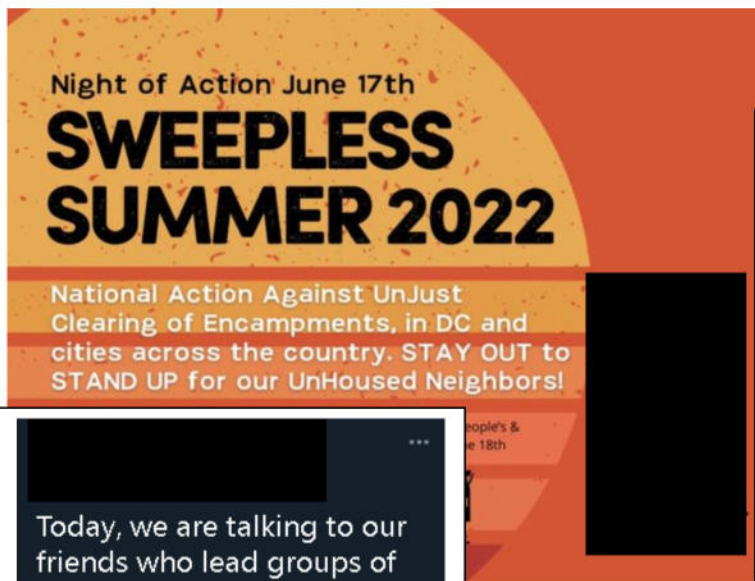 Night of Action June 17th
SWEEPLESS
SUMMER 2022
National Action Against UnJust
Clearing of Encampments, in DC and
cities across the country. STAY OUT to
STAND UP for our UnHoused Neighbors!
&
18th
Today, we are talking to our
friends who lead groups of